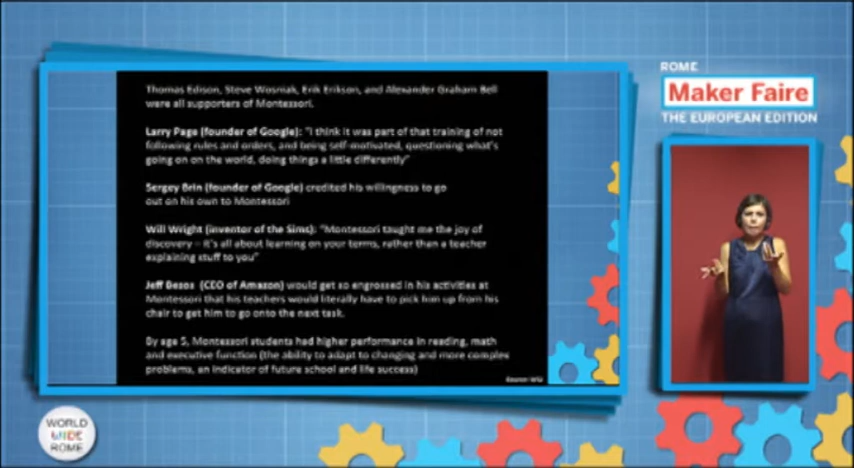 Thomas Edison, Steve Wosniak, Erik Erikson, and Alexander Graham Bell
were all supporters of Montessori.
Larry Page (founder of Google): "I think it was part of that training of not
following rules and orders, and being self-motivated, questioning what's
going on on the world, doing things a little differently"
Sergey Brin (founder of Google) credited his willingness to go
out on his own to Montessori
Will Wright (inventor of the Sims): "Montessori taught me the joy of
discovery – it's all about learning on your terms, rather than a teacher
explaining stuff to you"
Jeff Bezos (CEO of Amazon) would get so engrossed in his activities at
Montessori that his teachers would literally have to pick him up from his
chair to get him to go onto the next task.
By age 5, Montessori students had higher performance in reading, math
and executive function (the ability to adapt to changing and more complex
problems, an indicator of future school and life success)
ROME
Maker Faire
THE EUROPEAN EDITION
WORLD
WIDE
ROME